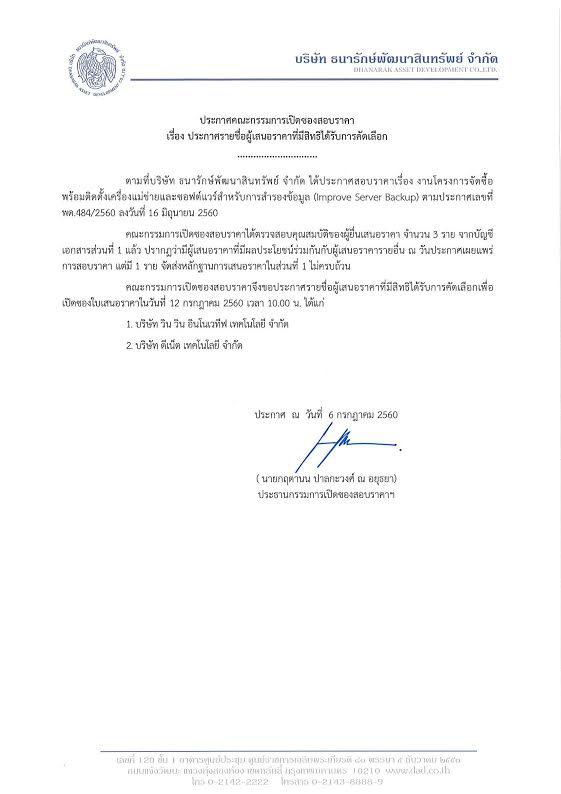 บริษัท ธนารักษ์พัฒนาสินทรัพย์ จำกัด
DHANARAK ASSET DEVELOPMENT CO.,LTD.
ประกาศคณะกรรมการเปิดซองสอบราคา
เรื่อง ประกาศรายชื่อผู้เสนอราคาที่มีสิทธิได้รับการคัดเลือก
..............................
ตามที่บริษัท ธนารักษ์พัฒนาสินทรัพย์ จำกัด ได้ประกาศสอบราคาเรื่อง งานโครงการจัดซื้อ
พร้อมติดตั้งเครื่องแม่ข่ายและซอฟต์แวร์สำหรับการสำรองข้อมูล (Improve Server Backup) ตามประกาศเลขที่
พด.484/2560 ลงวันที่ 16 มิถุนายน 2560
คณะกรรมการเปิดซองสอบราคาได้ตรวจสอบคุณสมบัติของผู้ยื่นเสนอราคา จำนวน 3 ราย จากบัญชี
เอกสารส่วนที่ 1 แล้ว ปรากฏว่ามีผู้เสนอราคาที่มีผลประโยชน์ร่วมกันกับผู้เสนอราคารายอื่น ณ วันประกาศเผยแพร่
การสอบราคา แต่มี 1 ราย จัดส่งหลักฐานการเสนอราคาในส่วนที่ 1 ไม่ครบถ้วน
คณะกรรมการเปิดซองสอบราคาจึงขอประกาศรายชื่อผู้เสนอราคาที่มีสิทธิได้รับการคัดเลือกเพื่อ
เปิดซองใบเสนอราคาในวันที่ 12 กรกฎาคม 2560 เวลา 10.00 น. ได้แก่
1. บริษัท วิน วิน อินโนเวทีฟ เทคโนโลยี จำกัด
2. บริษัท ดีเน็ต เทคโนโลยี จำกัด
ประกาศ ณ วันที่ 6 กรกฎาคม 2560
( นายกฤตานน ปาลกะวงศ์ ณ อยุธยา)
ประธานกรรมการเปิดซองสอบราคาฯ
เลขที่ 120 ชั้น 1 อาคารศูนย์ประชุม ศูนย์ราชการเฉลิมพระเกียรติ ๘๐ พรรษา ๕ ธันวาคม ๒๕๕๐
ถนนแจ้งวัฒนะ แขวงทุ่งสองห้อง เขตหลักสี่ กรุงเทพมหานคร 10210 www.dad.co.th
โทร 0-2142-2222 โทรสาร 0-2143-8888-9